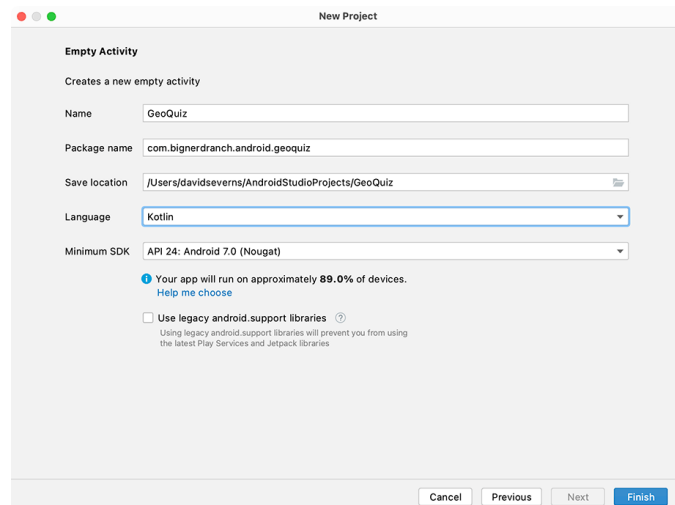 New Project
Empty Activity
Creates a new empty activity
Name GeoQuiz
Package name com.bignerdranch.android.geoquiz
Save location /Users/davidseverns/AndroidStudioProjects/GeoQuiz
Language Kotlin
Minimum SDK API 24: Android 7.0 (Nougat)
Your app will run on approximately 89.0% of devices.
Help me choose
Use legacy android.support libraries ?
Using legacy android.support libraries will prevent you from using
the latest Play Services and Jetpack libraries
Cancel Previous Next Finish